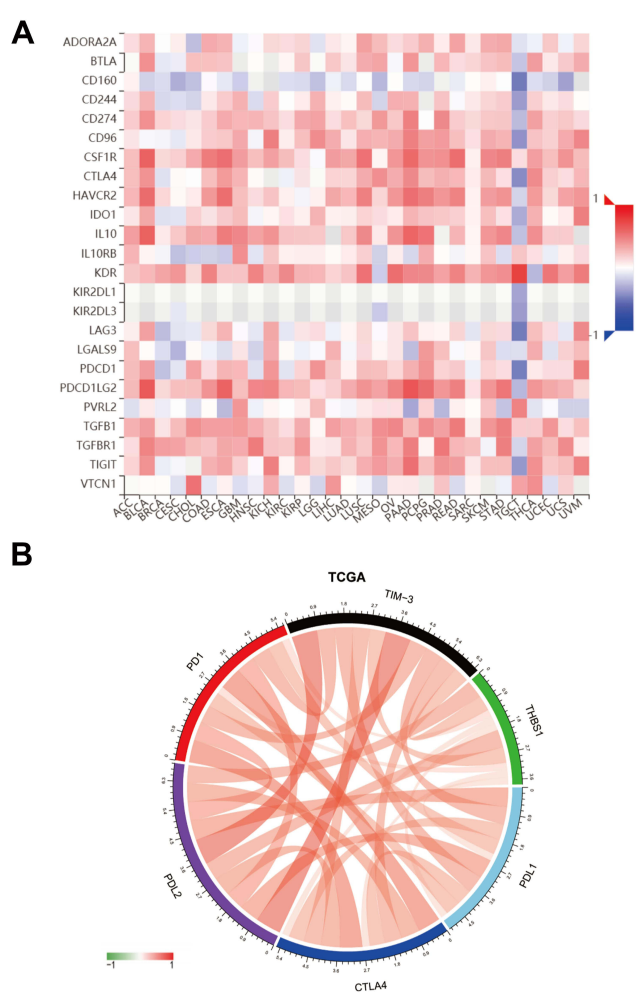 A
ADORA2A
BTLA
CD160
CD244
CD274
CD96
CSF1R
CTLA4
HAVCR2
IDO1
IL10
IL10RB
KDR
KIR2DL1
KIR2DL3
LAG3
LGALS9
PDCD1
PDCD1LG2
PVRL2
TGFB1
TGFBR1
TIGIT
VTCN1
1
-1
ACC BLCA BRCA CESC CHOL COAD ESCA GBM HNSC KICH KIRC KIRP LGG LIHC LUAD LUSC MESO OV PAAD PCPG PRAD READ SARC SKCM STAD TGCT THCA UCEC UCS UVM
B
TCGA
TIM-3
PD1
THBS1
PDL1
PDL2
CTLA4
-1 1